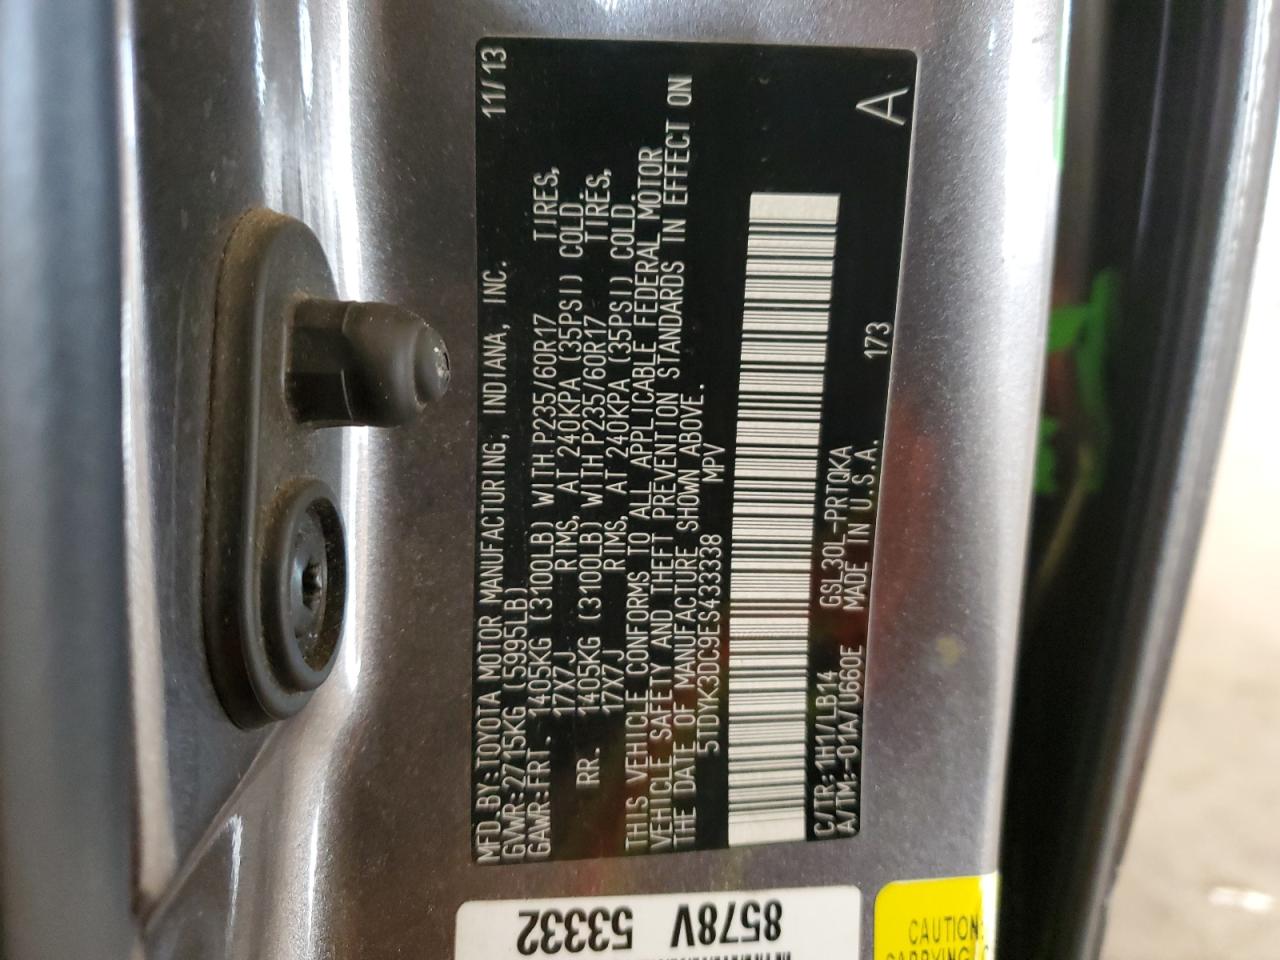 MFD. BY: TOYOTA MOTOR MANUFACTURING, INDIANA, INC. 11/13
GVWR: 2715KG (5995LB)
GAWR: FRT. 1405KG (3100LB) WITH P235/60R17 TIRES,
17X7J RIMS, AT 240KPA (35PSI) COLD.
RR. 1405KG (3100LB) WITH P235/60R17 TIRES,
17X7J RIMS, AT 240KPA (35PSI) COLD.
THIS VEHICLE CONFORMS TO ALL APPLICABLE FEDERAL MOTOR
VEHICLE SAFETY AND THEFT PREVENTION STANDARDS IN EFFECT ON
THE DATE OF MANUFACTURE SHOWN ABOVE.
5TDYK3DC9ES433338 MPV
C/TR: 1H1/LB14 GSL30L-PRTQKA
A/TM: -01A/U660E MADE IN U.S.A. 173 A
8578V
53332
CAUTION: